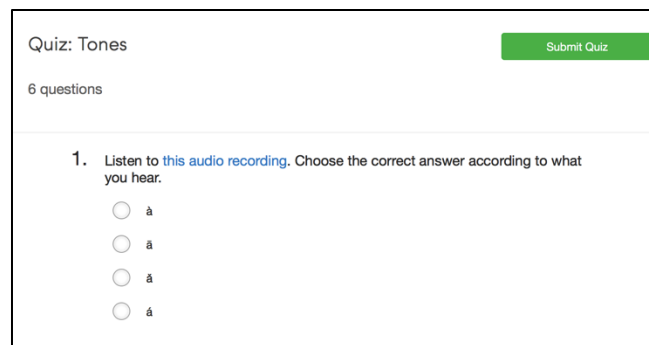 Quiz: Tones
Submit Quiz
6 questions
1. Listen to this audio recording. Choose the correct answer according to what
you hear.
à
ā
ǎ
á